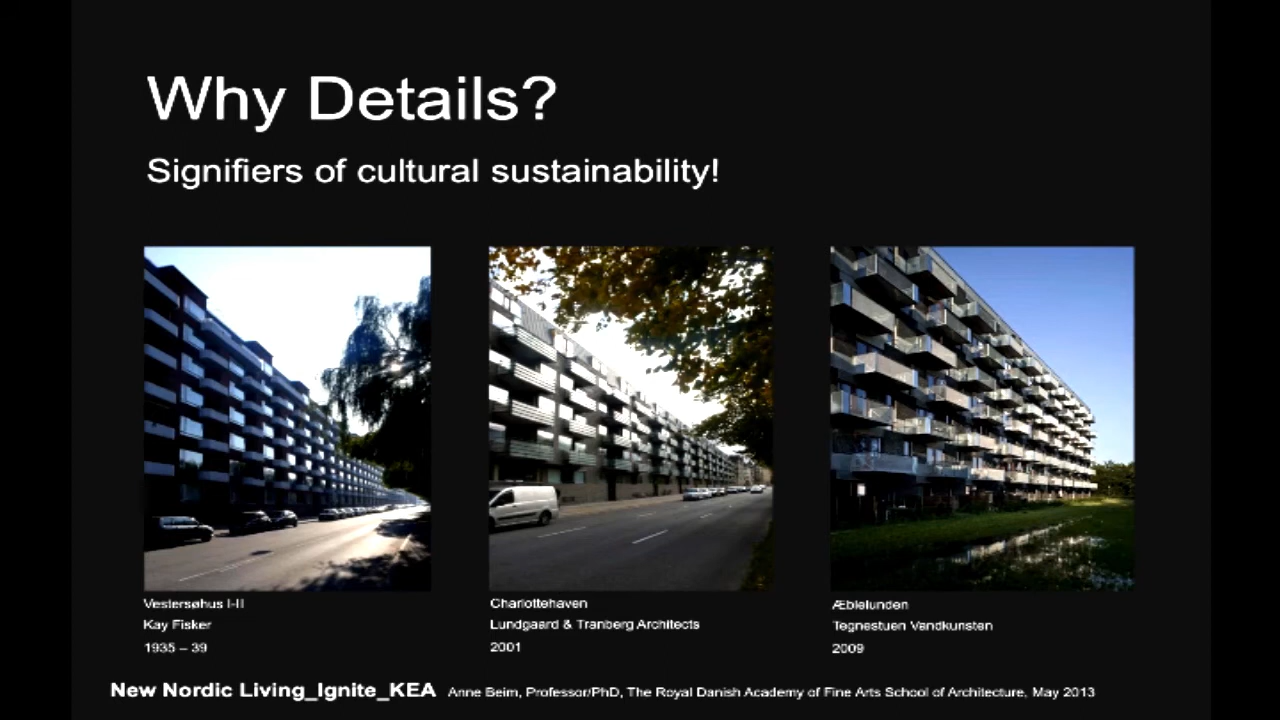 Why Details?
Signifiers of cultural sustainability!
Vestersøhus I-II
Kay Fisker
1935 – 39
Charlottehaven
Lundgaard & Tranberg Architects
2001
Æblelunden
Tegnestuen Vandkunsten
2009
New Nordic Living_Ignite_KEA Anne Beim, Professor/PhD, The Royal Danish Academy of Fine Arts School of Architecture, May 2013